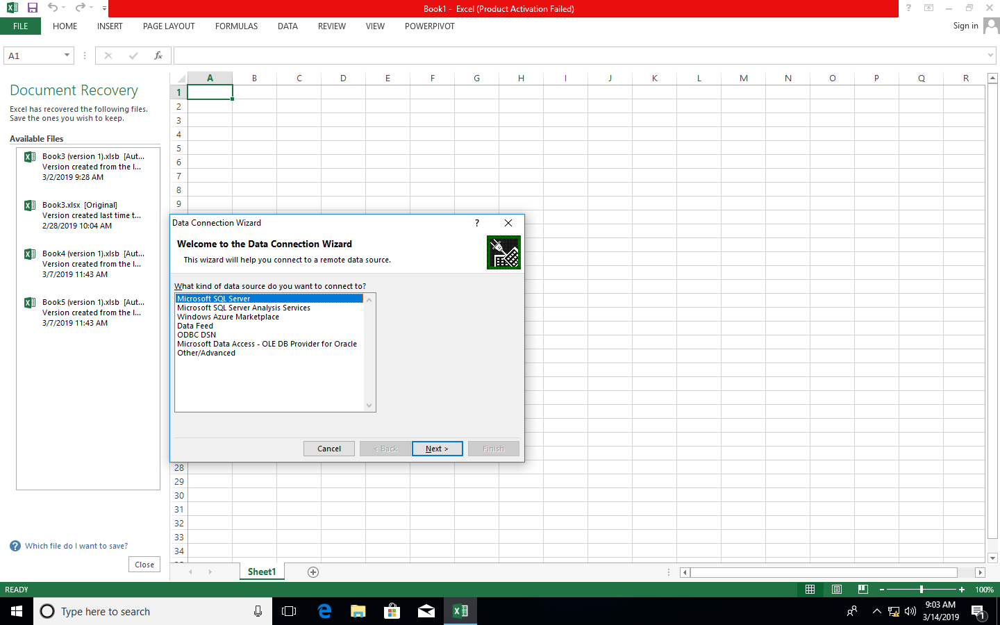 Book1 - Excel (Product Activation Failed)
FILE HOME INSERT PAGE LAYOUT FORMULAS DATA REVIEW VIEW POWERPIVOT Sign in
A1 fx
A B C D E F G H I J K L M N O P Q R
Document Recovery
Excel has recovered the following files.
Save the ones you wish to keep.
Available Files
Book3 (version 1).xlsb [Aut...
Version created from the l...
3/2/2019 9:28 AM
Book3.xlsx [Original]
Version created last time t...
2/28/2019 10:04 AM
Book4 (version 1).xlsb [Aut...
Version created from the l...
3/7/2019 11:43 AM
Book5 (version 1).xlsb [Aut...
Version created from the l...
3/7/2019 11:43 AM
Which file do I want to save?
Close
1
2
3
4
5
6
7
8
9
Data Connection Wizard ?
Welcome to the Data Connection Wizard
This wizard will help you connect to a remote data source.
What kind of data source do you want to connect to?
Microsoft SQL Server
Microsoft SQL Server Analysis Services
Windows Azure Marketplace
Data Feed
ODBC DSN
Microsoft Data Access - OLE DB Provider for Oracle
Other/Advanced
Cancel < Back Next > Finish
28
29
30
31
32
33
34
Sheet1
READY 100%
Type here to search
9:03 AM
3/14/2019
1